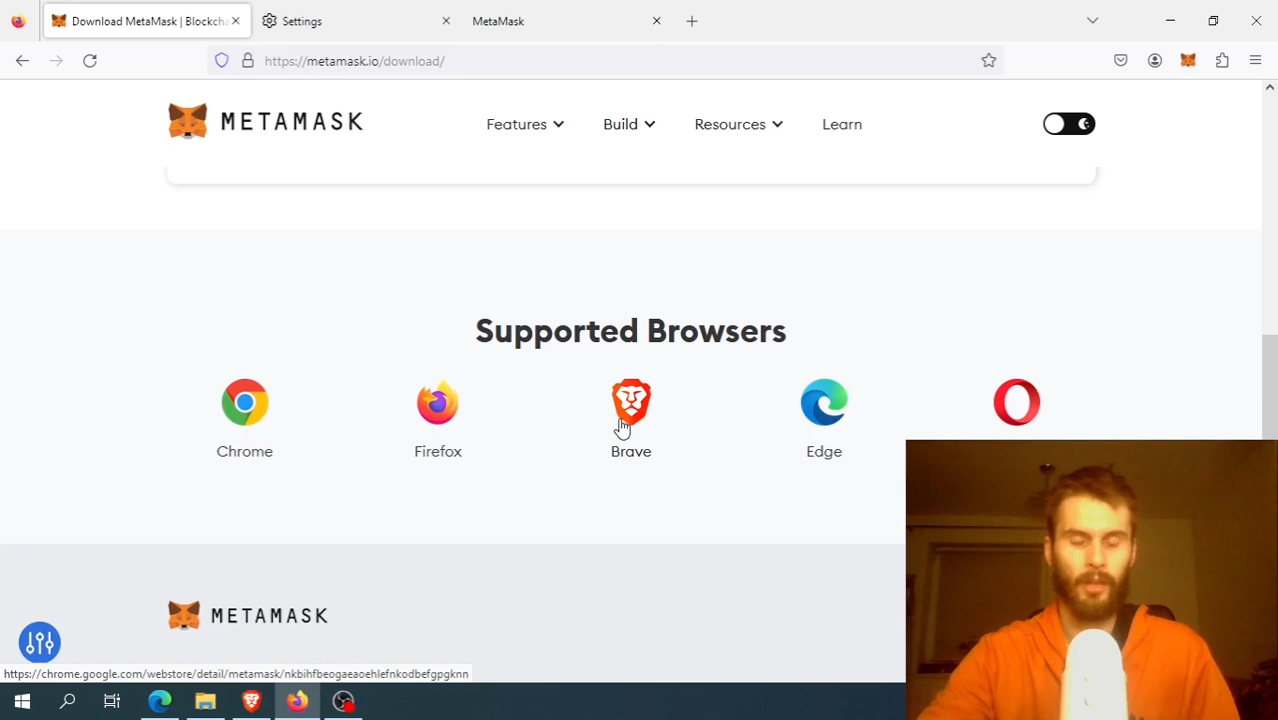 Download MetaMask | Blockcha
Settings
MetaMask
https://metamask.io/download/
METAMASK
Features
Build
Resources
Learn
Supported Browsers
Chrome
Firefox
Brave
Edge
METAMASK
https://chrome.google.com/webstore/detail/metamask/nkbihfbeogaeaoehlefnkodbefgpgknn